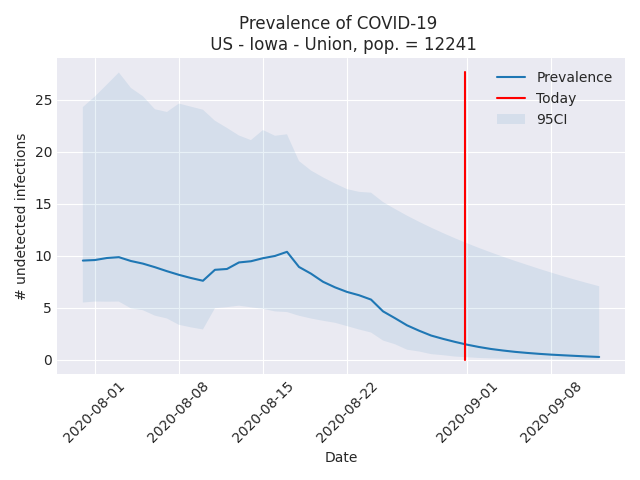 Prevalence of COVID-19
US - Iowa - Union, pop. = 12241
# undetected infections
25
20
15
10
5
0
Prevalence
Today
95CI
2020-08-01
2020-08-08
2020-08-15
2020-08-22
2020-09-01
2020-09-08
Date